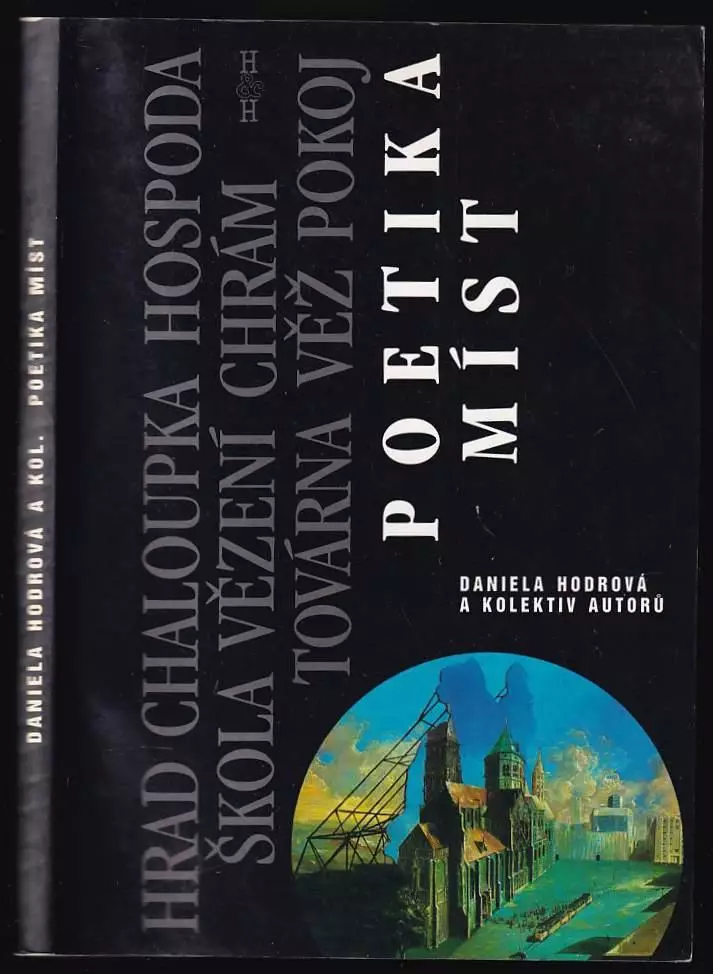 DANIELA HODROVÁ A KOL. POETIKA MÍST
HRAD CHALOUPKA HOSPODA
ŠKOLA VĚZENÍ CHRÁM
TOVÁRNA VĚŽ POKOJ
H
&
H
POETIKA
MÍST
DANIELA HODROVÁ
A KOLEKTIV AUTORŮ